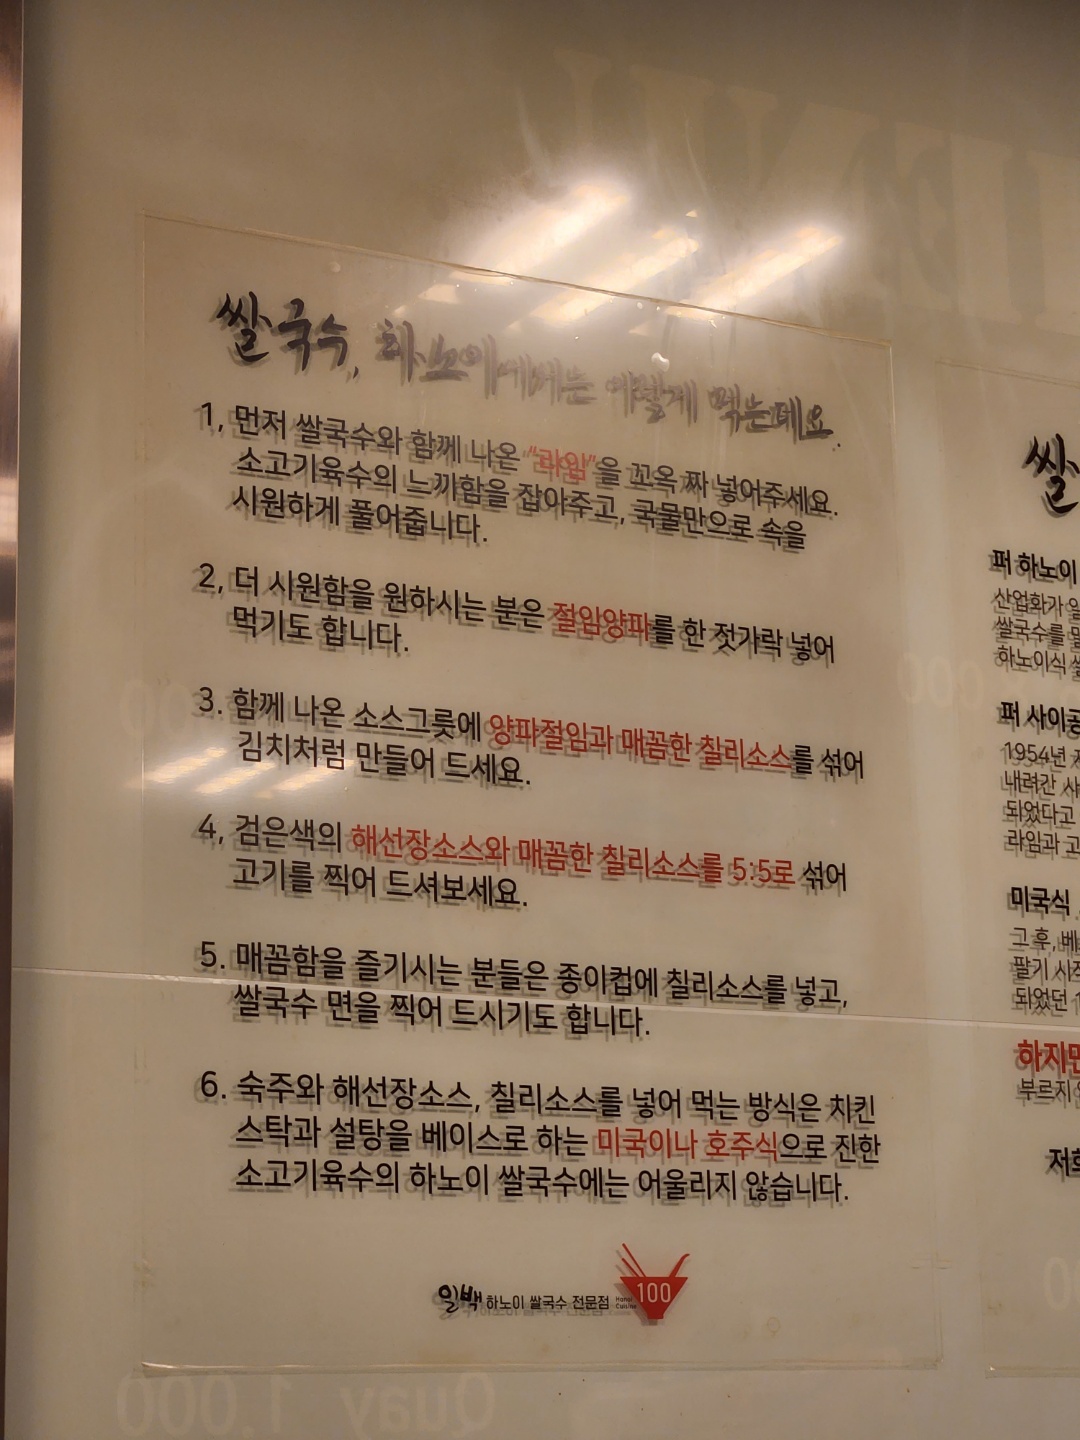 쌀국수, 하노이에서는 이렇게 먹는데요.
1, 먼저 쌀국수와 함께 나온 "라임"을 꼬옥 짜 넣어주세요.
소고기육수의 느끼함을 잡아주고, 국물만으로 속을
시원하게 풀어줍니다.
2, 더 시원함을 원하시는 분은 절임양파를 한 젓가락 넣어
먹기도 합니다.
3. 함께 나온 소스그릇에 양파절임과 매꼼한 칠리소스를 섞어
김치처럼 만들어 드세요.
4, 검은색의 해선장소스와 매꼼한 칠리소스를 5:5로 섞어
고기를 찍어 드셔보세요.
5. 매꼼함을 즐기시는 분들은 종이컵에 칠리소스를 넣고,
쌀국수 면을 찍어 드시기도 합니다.
6. 숙주와 해선장소스, 칠리소스를 넣어 먹는 방식은 치킨
스탁과 설탕을 베이스로 하는 미국이나 호주식으로 진한
소고기육수의 하노이 쌀국수에는 어울리지 않습니다.
일백 하노이 쌀국수 전문점 Hanoi Cuisine 100
쌀
퍼 하노이
산업화가
쌀국수를
하노이식
퍼 사이공
1954년
내려간
되었다고
라임과
미국식
그 후,
팔기
되었던
하지만
부르지
저희
Quay 1,000